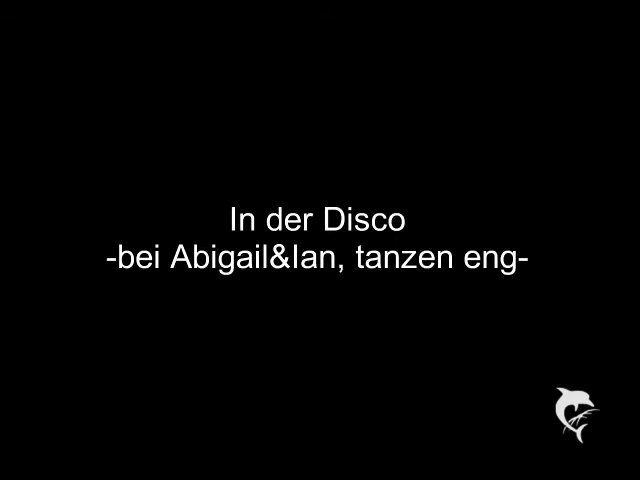 In der Disco
-bei Abigail&Ian, tanzen eng-